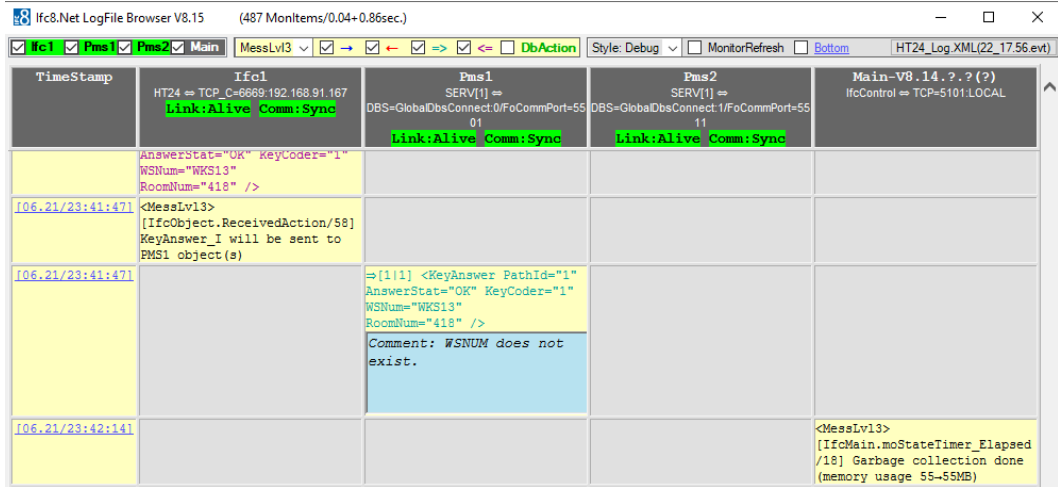 Ifc8.Net LogFile Browser V8.15 (487 MonItems/0.04+0.86sec.)
Ifc1 Pms1 Pms2 Main MessLvl3 → ← => <= DbAction Style: Debug MonitorRefresh Bottom HT24_Log.XML(22_17.56.evt)
TimeStamp
Ifc1
HT24 ⇔ TCP_C=6669:192.168.91.167
Link:Alive Comm:Sync
Pms1
SERV[1] ⇔
DBS=GlobalDbsConnect:0/FoCommPort=55
01
Link:Alive Comm:Sync
Pms2
SERV[1] ⇔
DBS=GlobalDbsConnect:1/FoCommPort=55
11
Link:Alive Comm:Sync
Main-V8.14.?.?(?)
IfcControl ⇔ TCP=5101:LOCAL
AnswerStat="OK" KeyCoder="1"
WSNum="WKS13"
RoomNum="418" />
[06.21/23:41:47]
<MessLvl3>
[IfcObject.ReceivedAction/58]
KeyAnswer_I will be sent to
PMS1 object(s)
[06.21/23:41:47]
⇒[1|1] <KeyAnswer PathId="1"
AnswerStat="OK" KeyCoder="1"
WSNum="WKS13"
RoomNum="418" />
Comment: WSNUM does not
exist.
[06.21/23:42:14]
<MessLvl3>
[IfcMain.moStateTimer_Elapsed
/18] Garbage collection done
(memory usage 55→55MB)